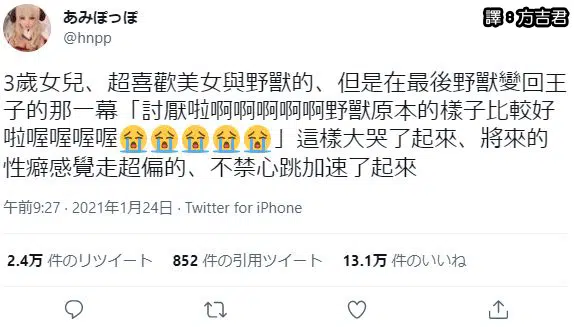 譯:方吉君
あみぽっぽ
@hnpp
3歲女兒、超喜歡美女與野獸的、但是在最後野獸變回王
子的那一幕「討厭啦啊啊啊啊啊野獸原本的樣子比較好
啦喔喔喔喔😭😭😭😭😭」這樣大哭了起來、將來的
性癖感覺走超偏的、不禁心跳加速了起來
午前9:27 · 2021年1月24日 · Twitter for iPhone
2.4万 件のリツイート 852 件の引用ツイート 13.1万 件のいいね